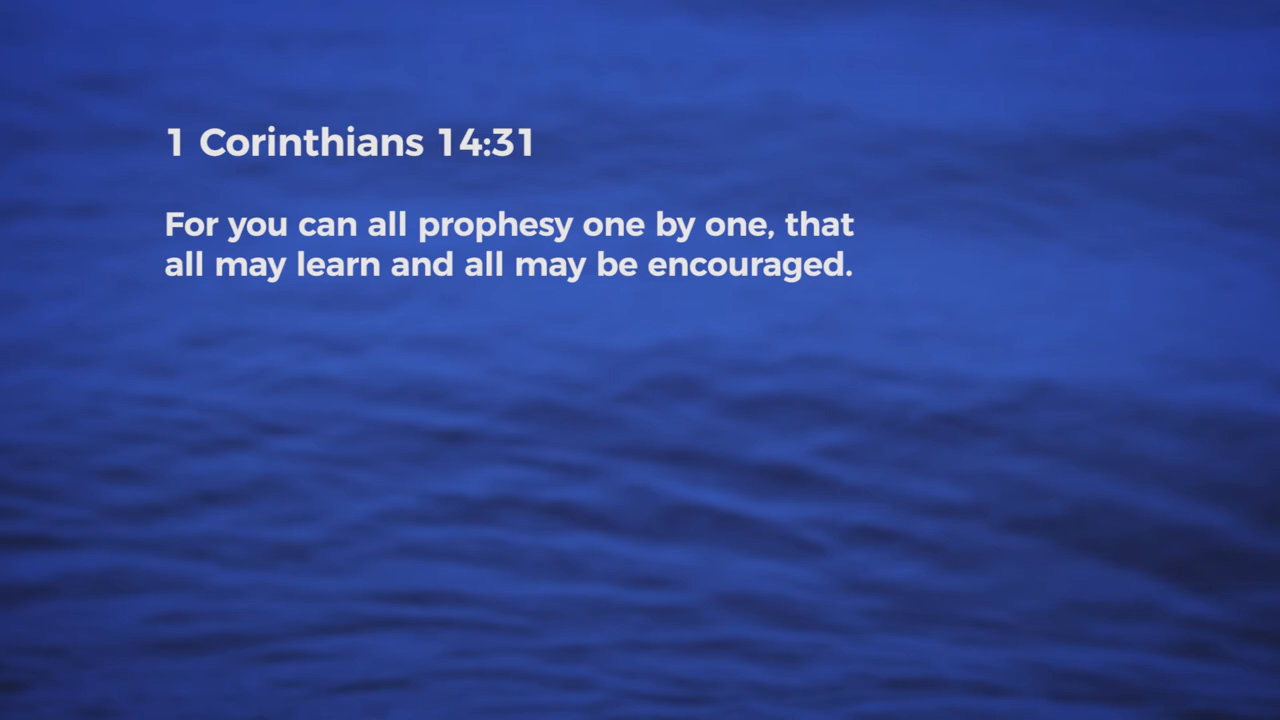 1 Corinthians 14:31
For you can all prophesy one by one, that
all may learn and all may be encouraged.